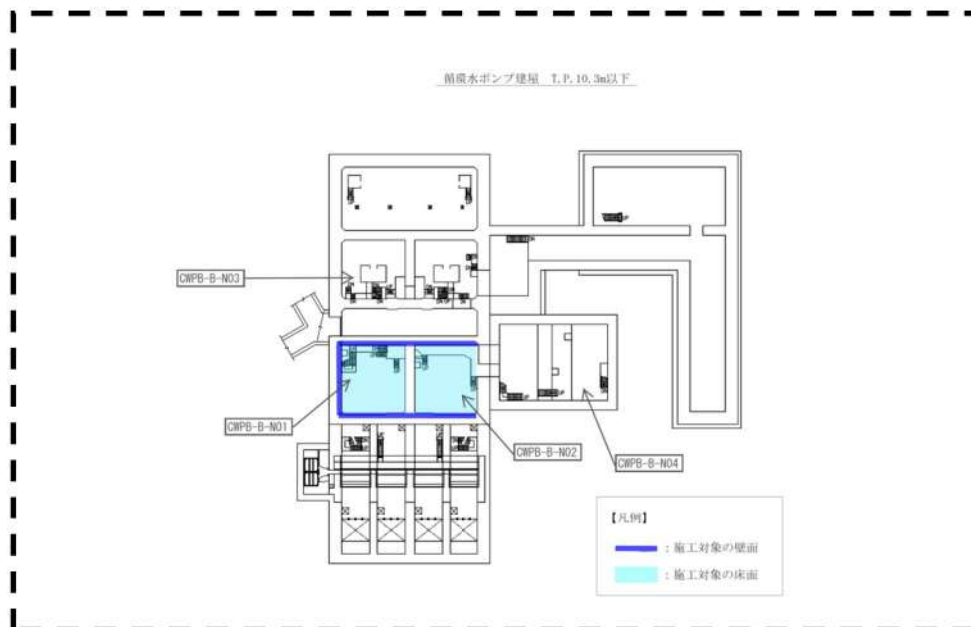 循環水ポンプ建屋 T.P.10.3m以下
CWPB-B-N03
CWPB-B-N01
CWPB-B-N02
CWPB-B-N04
【凡例】
：施工対象の壁面
：施工対象の床面